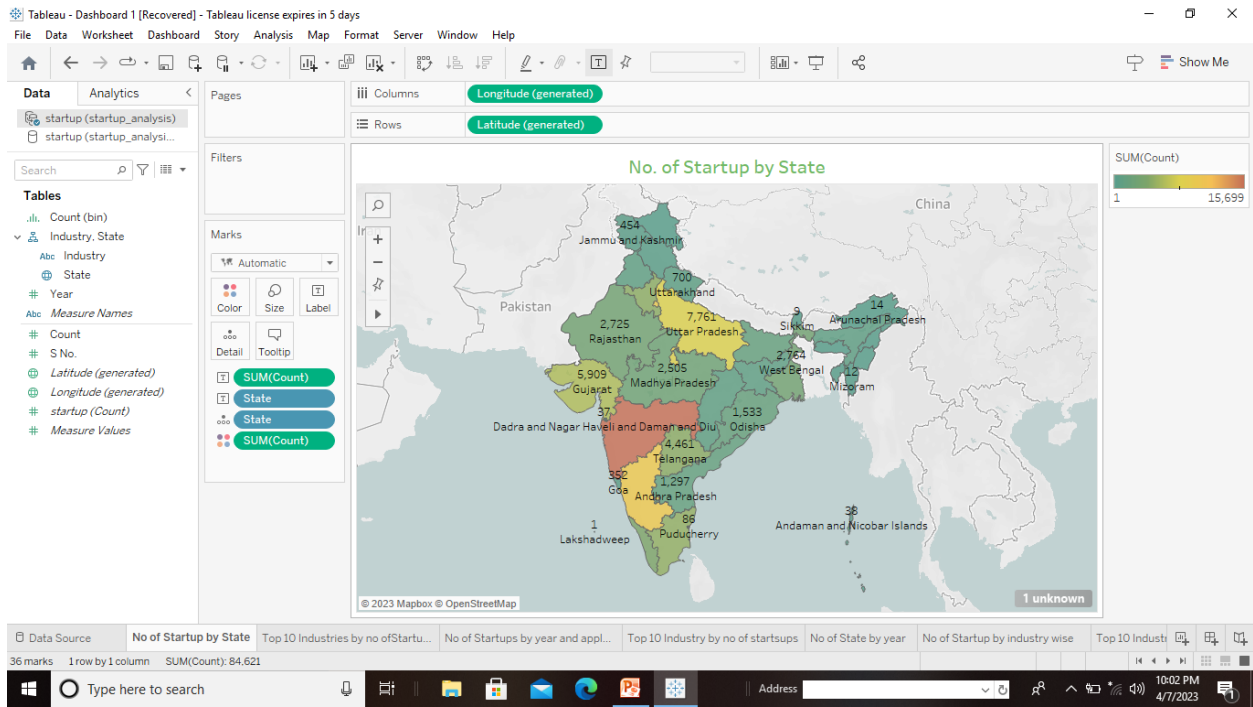 Tableau - Dashboard 1 [Recovered] - Tableau license expires in 5 days
File Data Worksheet Dashboard Story Analysis Map Format Server Window Help
Show Me
Data Analytics
startup (startup_analysis)
startup (startup_analysi...
Search
Tables
Count (bin)
Industry, State
Abc Industry
State
Year
Abc Measure Names
Count
S No.
Latitude (generated)
Longitude (generated)
startup (Count)
Measure Values
Pages
Filters
Marks
Automatic
Color Size Label
Detail Tooltip
SUM(Count)
State
State
SUM(Count)
Columns Longitude (generated)
Rows Latitude (generated)
No. of Startup by State
China
Pakistan
454
Jammu and Kashmir
700
Uttarakhand
14
Arunachal Pradesh
9
Sikkim
7,761
Uttar Pradesh
2,725
Rajasthan
2,764
West Bengal
2,505
Madhya Pradesh
12
Mizoram
5,909
Gujarat
37
Dadra and Nagar Haveli and Daman and Diu
1,533
Odisha
4,461
Telangana
352
Goa
1,297
Andhra Pradesh
86
Puducherry
1
Lakshadweep
38
Andaman and Nicobar Islands
© 2023 Mapbox © OpenStreetMap
1 unknown
SUM(Count)
1 15,699
Data Source No of Startup by State Top 10 Industries by no ofStartu... No of Startups by year and appl... Top 10 Industry by no of startups No of State by year No of Startup by industry wise Top 10 Indust
36 marks 1 row by 1 column SUM(Count): 84,621
Type here to search
Address
10:02 PM
4/7/2023
1